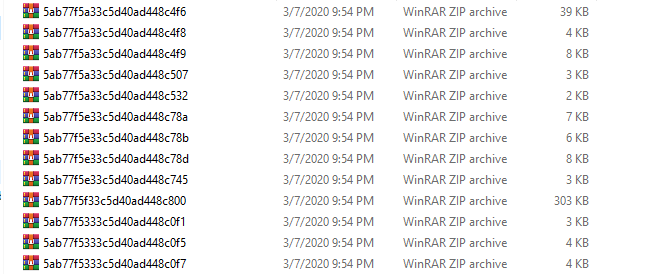 5ab77f5a33c5d40ad448c4f6 3/7/2020 9:54 PM WinRAR ZIP archive 39 KB
5ab77f5a33c5d40ad448c4f8 3/7/2020 9:54 PM WinRAR ZIP archive 4 KB
5ab77f5a33c5d40ad448c4f9 3/7/2020 9:54 PM WinRAR ZIP archive 8 KB
5ab77f5a33c5d40ad448c507 3/7/2020 9:54 PM WinRAR ZIP archive 3 KB
5ab77f5a33c5d40ad448c532 3/7/2020 9:54 PM WinRAR ZIP archive 2 KB
5ab77f5e33c5d40ad448c78a 3/7/2020 9:54 PM WinRAR ZIP archive 7 KB
5ab77f5e33c5d40ad448c78b 3/7/2020 9:54 PM WinRAR ZIP archive 6 KB
5ab77f5e33c5d40ad448c78d 3/7/2020 9:54 PM WinRAR ZIP archive 8 KB
5ab77f5e33c5d40ad448c745 3/7/2020 9:54 PM WinRAR ZIP archive 3 KB
5ab77f5f33c5d40ad448c800 3/7/2020 9:54 PM WinRAR ZIP archive 303 KB
5ab77f5333c5d40ad448c0f1 3/7/2020 9:54 PM WinRAR ZIP archive 3 KB
5ab77f5333c5d40ad448c0f5 3/7/2020 9:54 PM WinRAR ZIP archive 4 KB
5ab77f5333c5d40ad448c0f7 3/7/2020 9:54 PM WinRAR ZIP archive 4 KB